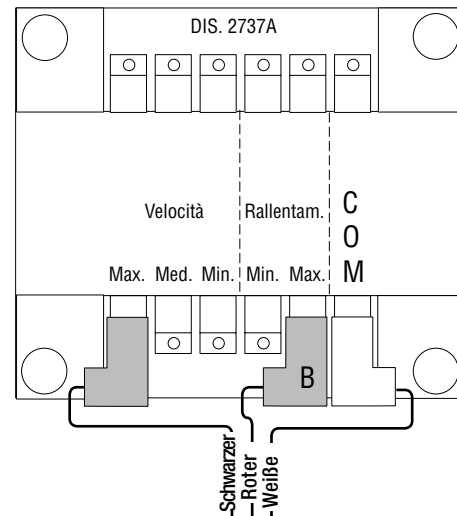 DIS. 2737A
Velocità
Rallentam.
C
O
M
Max. Med. Min. Min. Max.
B
Schwarzer
Roter
Weiße